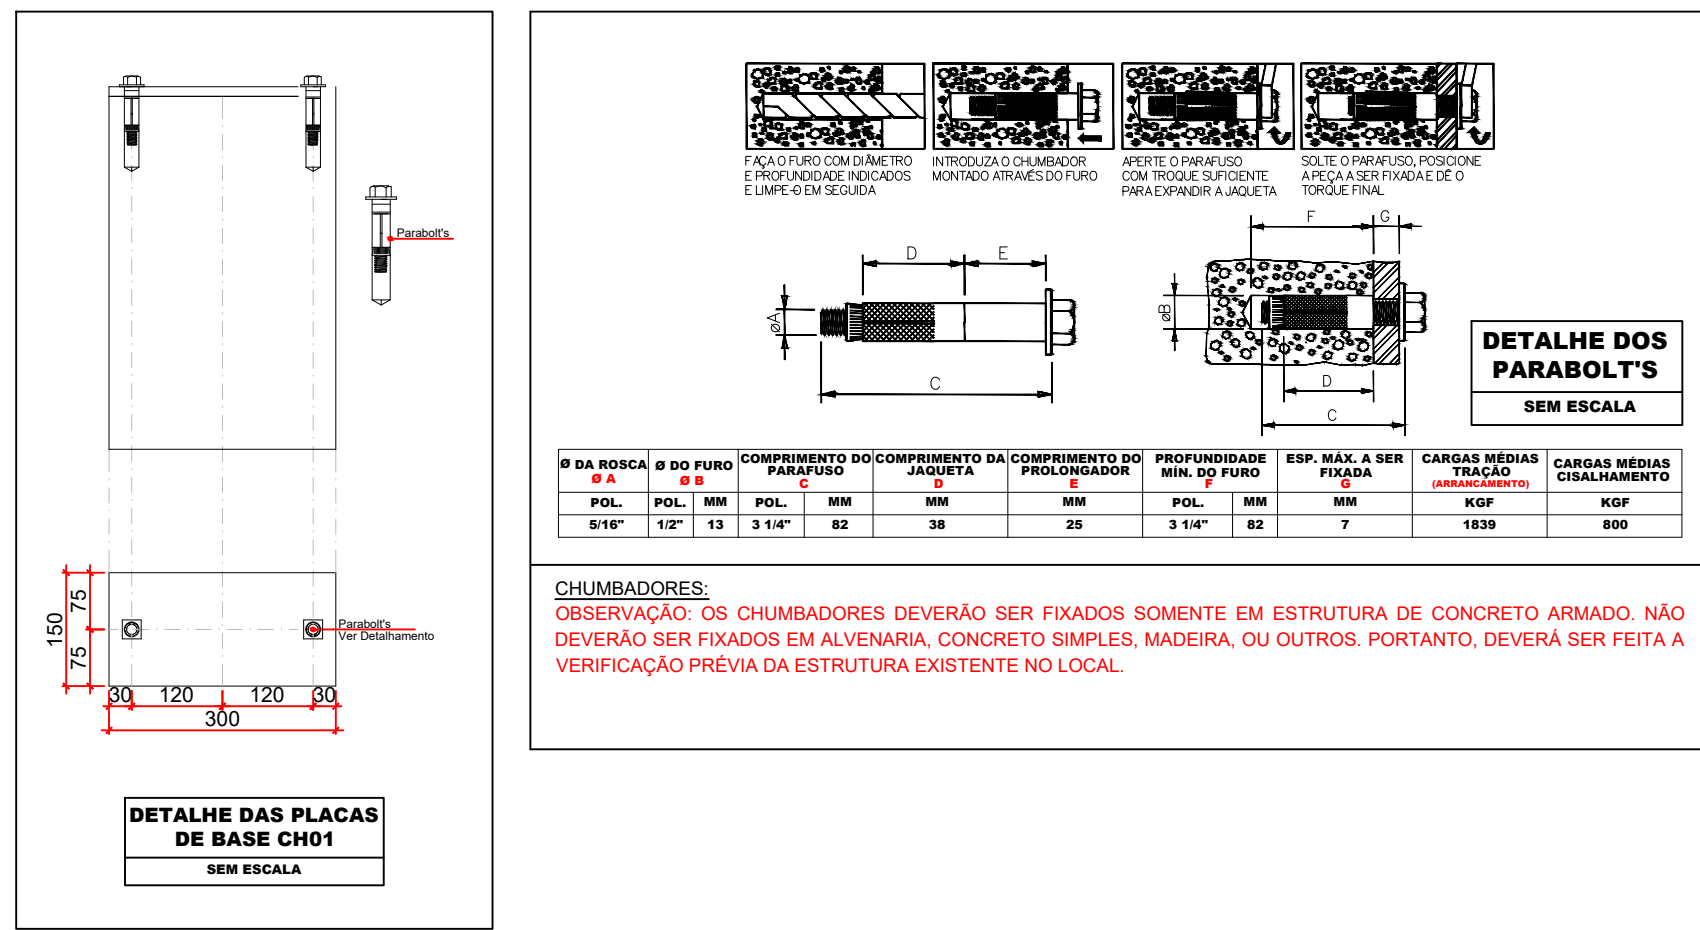 Parabolt's
150
75
75
Parabolt's
Ver Detalhamento
30
120
120
30
300
DETALHE DAS PLACAS
DE BASE CH01
SEM ESCALA
FAÇA O FURO COM DIÂMETRO
E PROFUNDIDADE INDICADOS
E LIMPE-O EM SEGUIDA
INTRODUZA O CHUMBADOR
MONTADO ATRAVÉS DO FURO
APERTE O PARAFUSO
COM TROQUE SUFICIENTE
PARA EXPANDIR A JAQUETA
SOLTE O PARAFUSO, POSICIONE
A PEÇA A SER FIXADA E DÊ O
TORQUE FINAL
D
E
øA
C
F
G
øB
D
C
DETALHE DOS
PARABOLT'S
SEM ESCALA
Ø DA ROSCA
Ø A
Ø DO FURO
Ø B
COMPRIMENTO DO
PARAFUSO
C
COMPRIMENTO DA
JAQUETA
D
COMPRIMENTO DO
PROLONGADOR
E
PROFUNDIDADE
MÍN. DO FURO
F
ESP. MÁX. A SER
FIXADA
G
CARGAS MÉDIAS
TRAÇÃO
(ARRANCAMENTO)
CARGAS MÉDIAS
CISALHAMENTO
POL. POL. MM POL. MM MM MM POL. MM MM KGF KGF
5/16" 1/2" 13 3 1/4" 82 38 25 3 1/4" 82 7 1839 800
CHUMBADORES:
OBSERVAÇÃO: OS CHUMBADORES DEVERÃO SER FIXADOS SOMENTE EM ESTRUTURA DE CONCRETO ARMADO. NÃO
DEVERÃO SER FIXADOS EM ALVENARIA, CONCRETO SIMPLES, MADEIRA, OU OUTROS. PORTANTO, DEVERÁ SER FEITA A
VERIFICAÇÃO PRÉVIA DA ESTRUTURA EXISTENTE NO LOCAL.